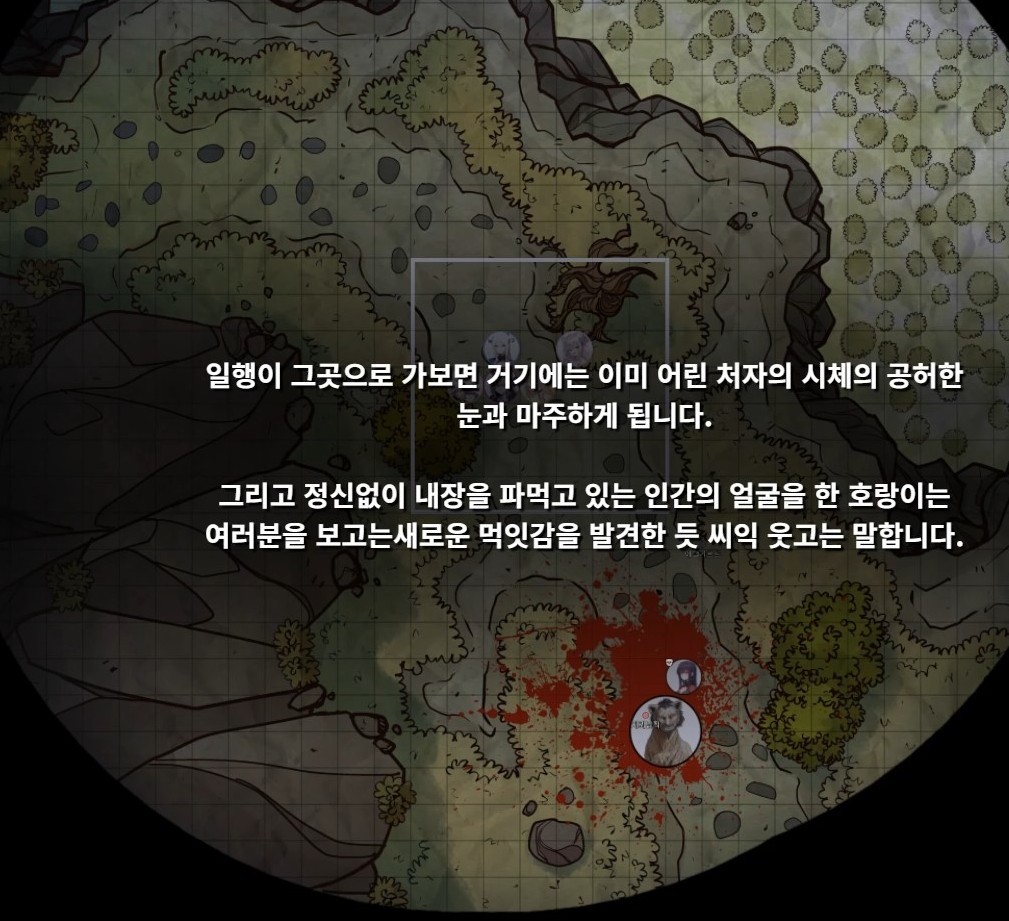 일행이 그곳으로 가보면 거기에는 이미 어린 처자의 시체의 공허한
눈과 마주하게 됩니다.
그리고 정신없이 내장을 파먹고 있는 인간의 얼굴을 한 호랑이는
여러분을 보고는새로운 먹잇감을 발견한 듯 씨익 웃고는 말합니다.